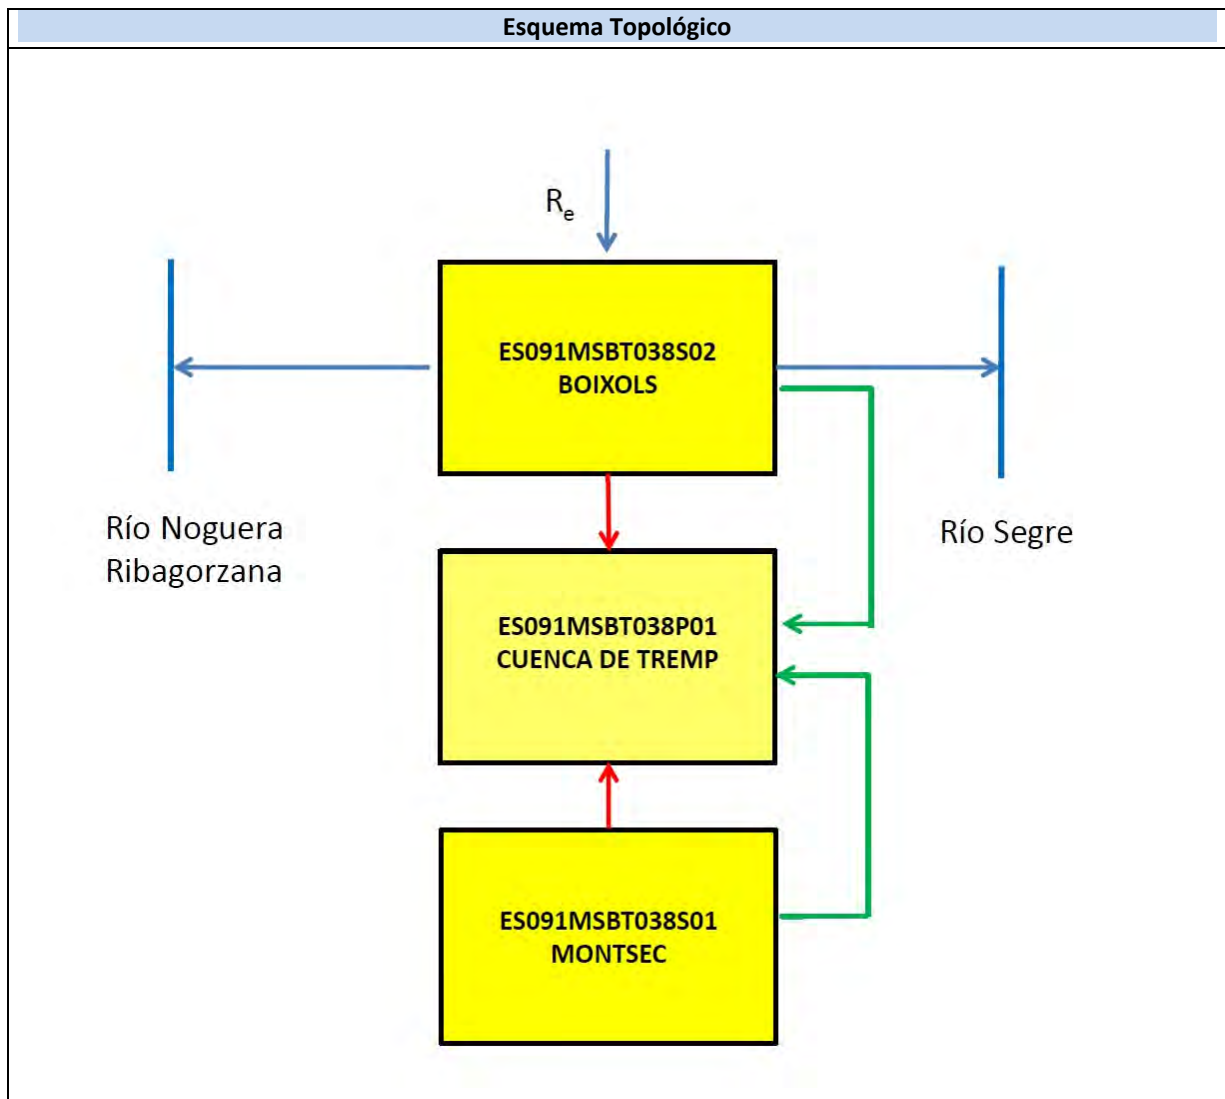 Esquema Topológico
Re
ES091MSBT038S02
BOIXOLS
Río Noguera
Ribagorzana
Río Segre
ES091MSBT038P01
CUENCA DE TREMP
ES091MSBT038S01
MONTSEC